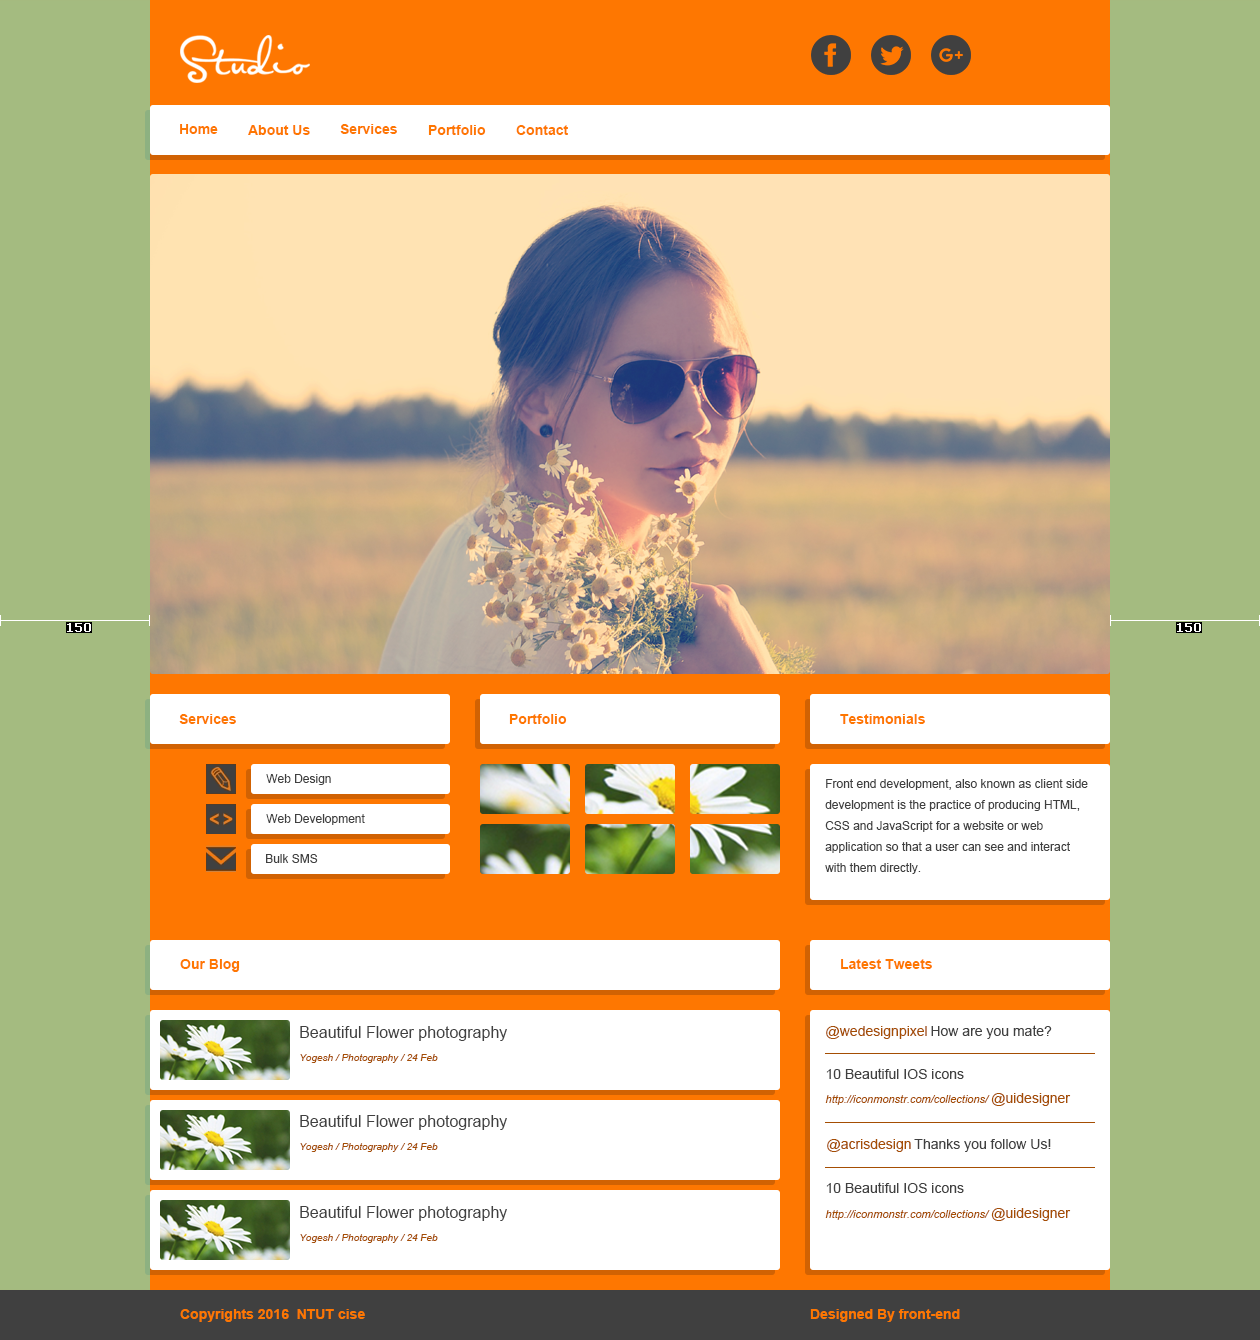 Studio
Home About Us Services Portfolio Contact
150 150
Services
Web Design
Web Development
Bulk SMS
Portfolio
Testimonials
Front end development, also known as client side
development is the practice of producing HTML,
CSS and JavaScript for a website or web
application so that a user can see and interact
with them directly.
Our Blog
Beautiful Flower photography
Yogesh / Photography / 24 Feb
Beautiful Flower photography
Yogesh / Photography / 24 Feb
Beautiful Flower photography
Yogesh / Photography / 24 Feb
Latest Tweets
@wedesignpixel How are you mate?
10 Beautiful IOS icons
http://iconmonstr.com/collections/ @uidesigner
@acrisdesign Thanks you follow Us!
10 Beautiful IOS icons
http://iconmonstr.com/collections/ @uidesigner
Copyrights 2016 NTUT cise
Designed By front-end